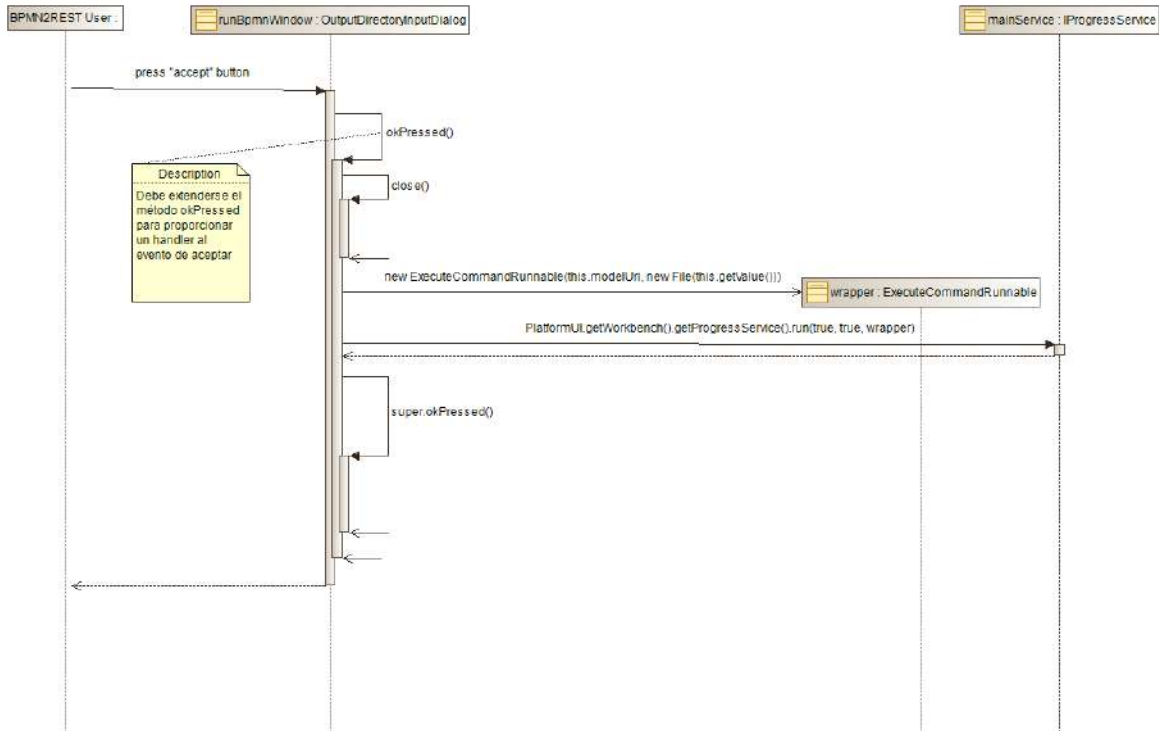 BPMN2REST User :
runBpmnWindow : OutputDirectoryInputDialog
mainService : IProgressService
press "accept" button
okPressed()
Description
Debe extenderse el
método okPressed
para proporcionar
un handler al
evento de aceptar
close()
new ExecuteCommandRunnable(this.modelUri, new File(this.getValue()))
wrapper : ExecuteCommandRunnable
PlatformUI.getWorkbench().getProgressService().run(true, true, wrapper)
super.okPressed()